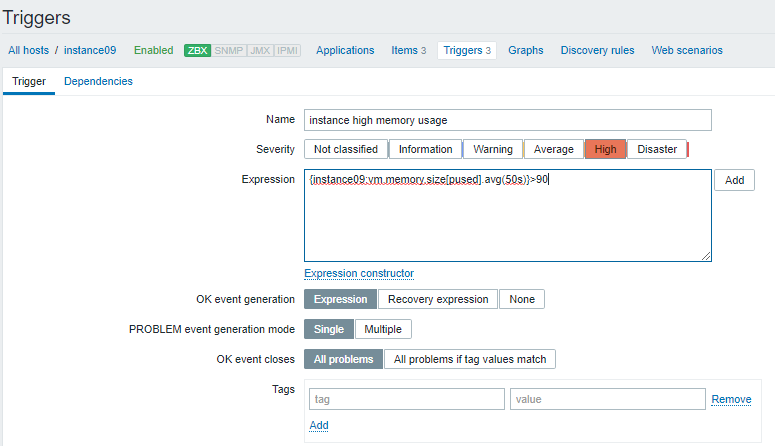 Triggers
All hosts / instance09 Enabled ZBX SNMP JMX IPMI Applications Items 3 Triggers 3 Graphs Discovery rules Web scenarios
Trigger Dependencies
Name instance high memory usage
Severity Not classified Information Warning Average High Disaster
Expression {instance09:vm.memory.size[pused].avg(50s)}>90 Add
Expression constructor
OK event generation Expression Recovery expression None
PROBLEM event generation mode Single Multiple
OK event closes All problems All problems if tag values match
Tags tag value Remove
Add